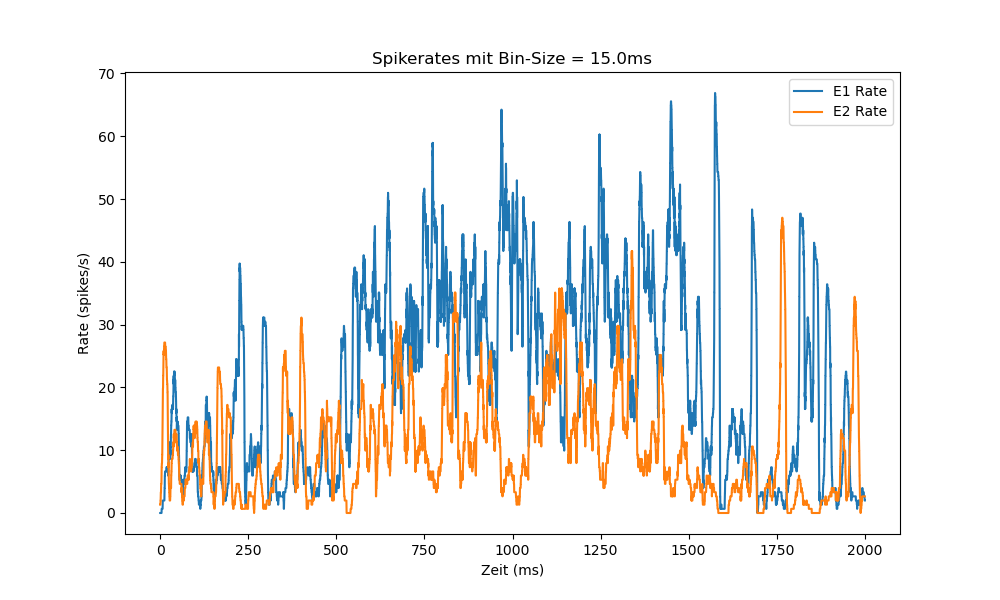 Spikerates mit Bin-Size = 15.0ms
E1 Rate
E2 Rate
70
60
50
40
30
20
10
0
Rate (spikes/s)
0 250 500 750 1000 1250 1500 1750 2000
Zeit (ms)